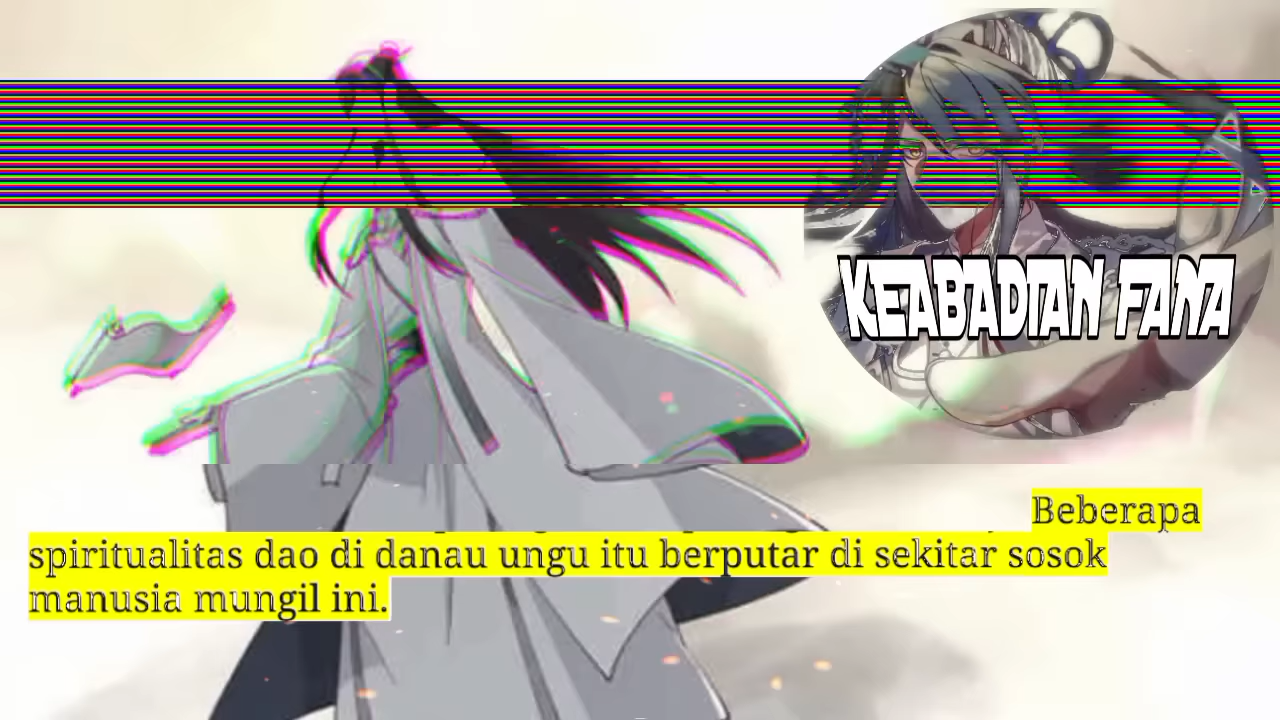 KEABADIAN FANA
Beberapa
spiritualitas dao di danau ungu itu berputar di sekitar sosok
manusia mungil ini.